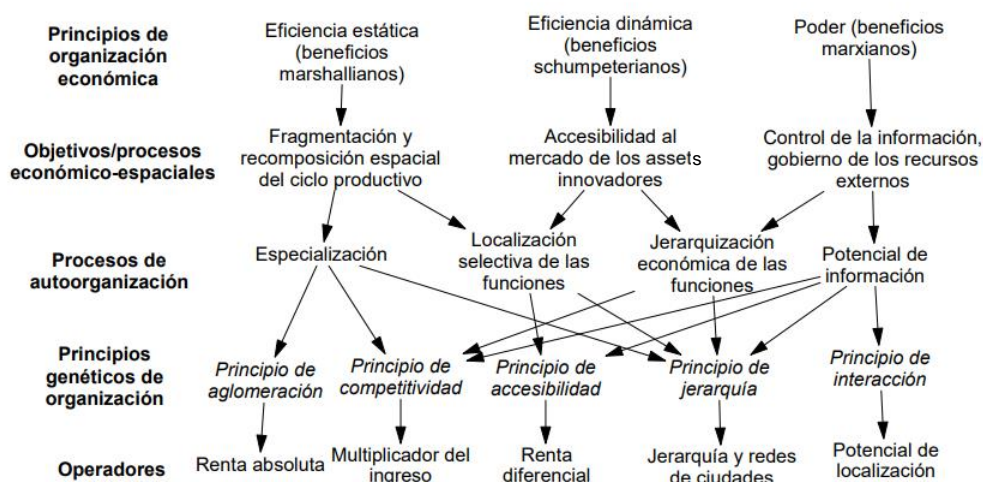 Principios de
organización
económica
Eficiencia estática
(beneficios
marshallianos)
Eficiencia dinámica
(beneficios
schumpeterianos)
Poder (beneficios
marxianos)
Objetivos/procesos
económico-espaciales
Fragmentación y
recomposición espacial
del ciclo productivo
Accesibilidad al
mercado de los assets
innovadores
Control de la información,
gobierno de los recursos
externos
Procesos de
autoorganización
Especialización
Localización
selectiva de las
funciones
Jerarquización
económica de las
funciones
Potencial de
información
Principios
genéticos de
organización
Principio de
aglomeración
Principio de
competitividad
Principio de
accesibilidad
Principio de
jerarquía
Principio de
interacción
Operadores
Renta absoluta
Multiplicador del
ingreso
Renta
diferencial
Jerarquía y redes
de ciudades
Potencial de
localización